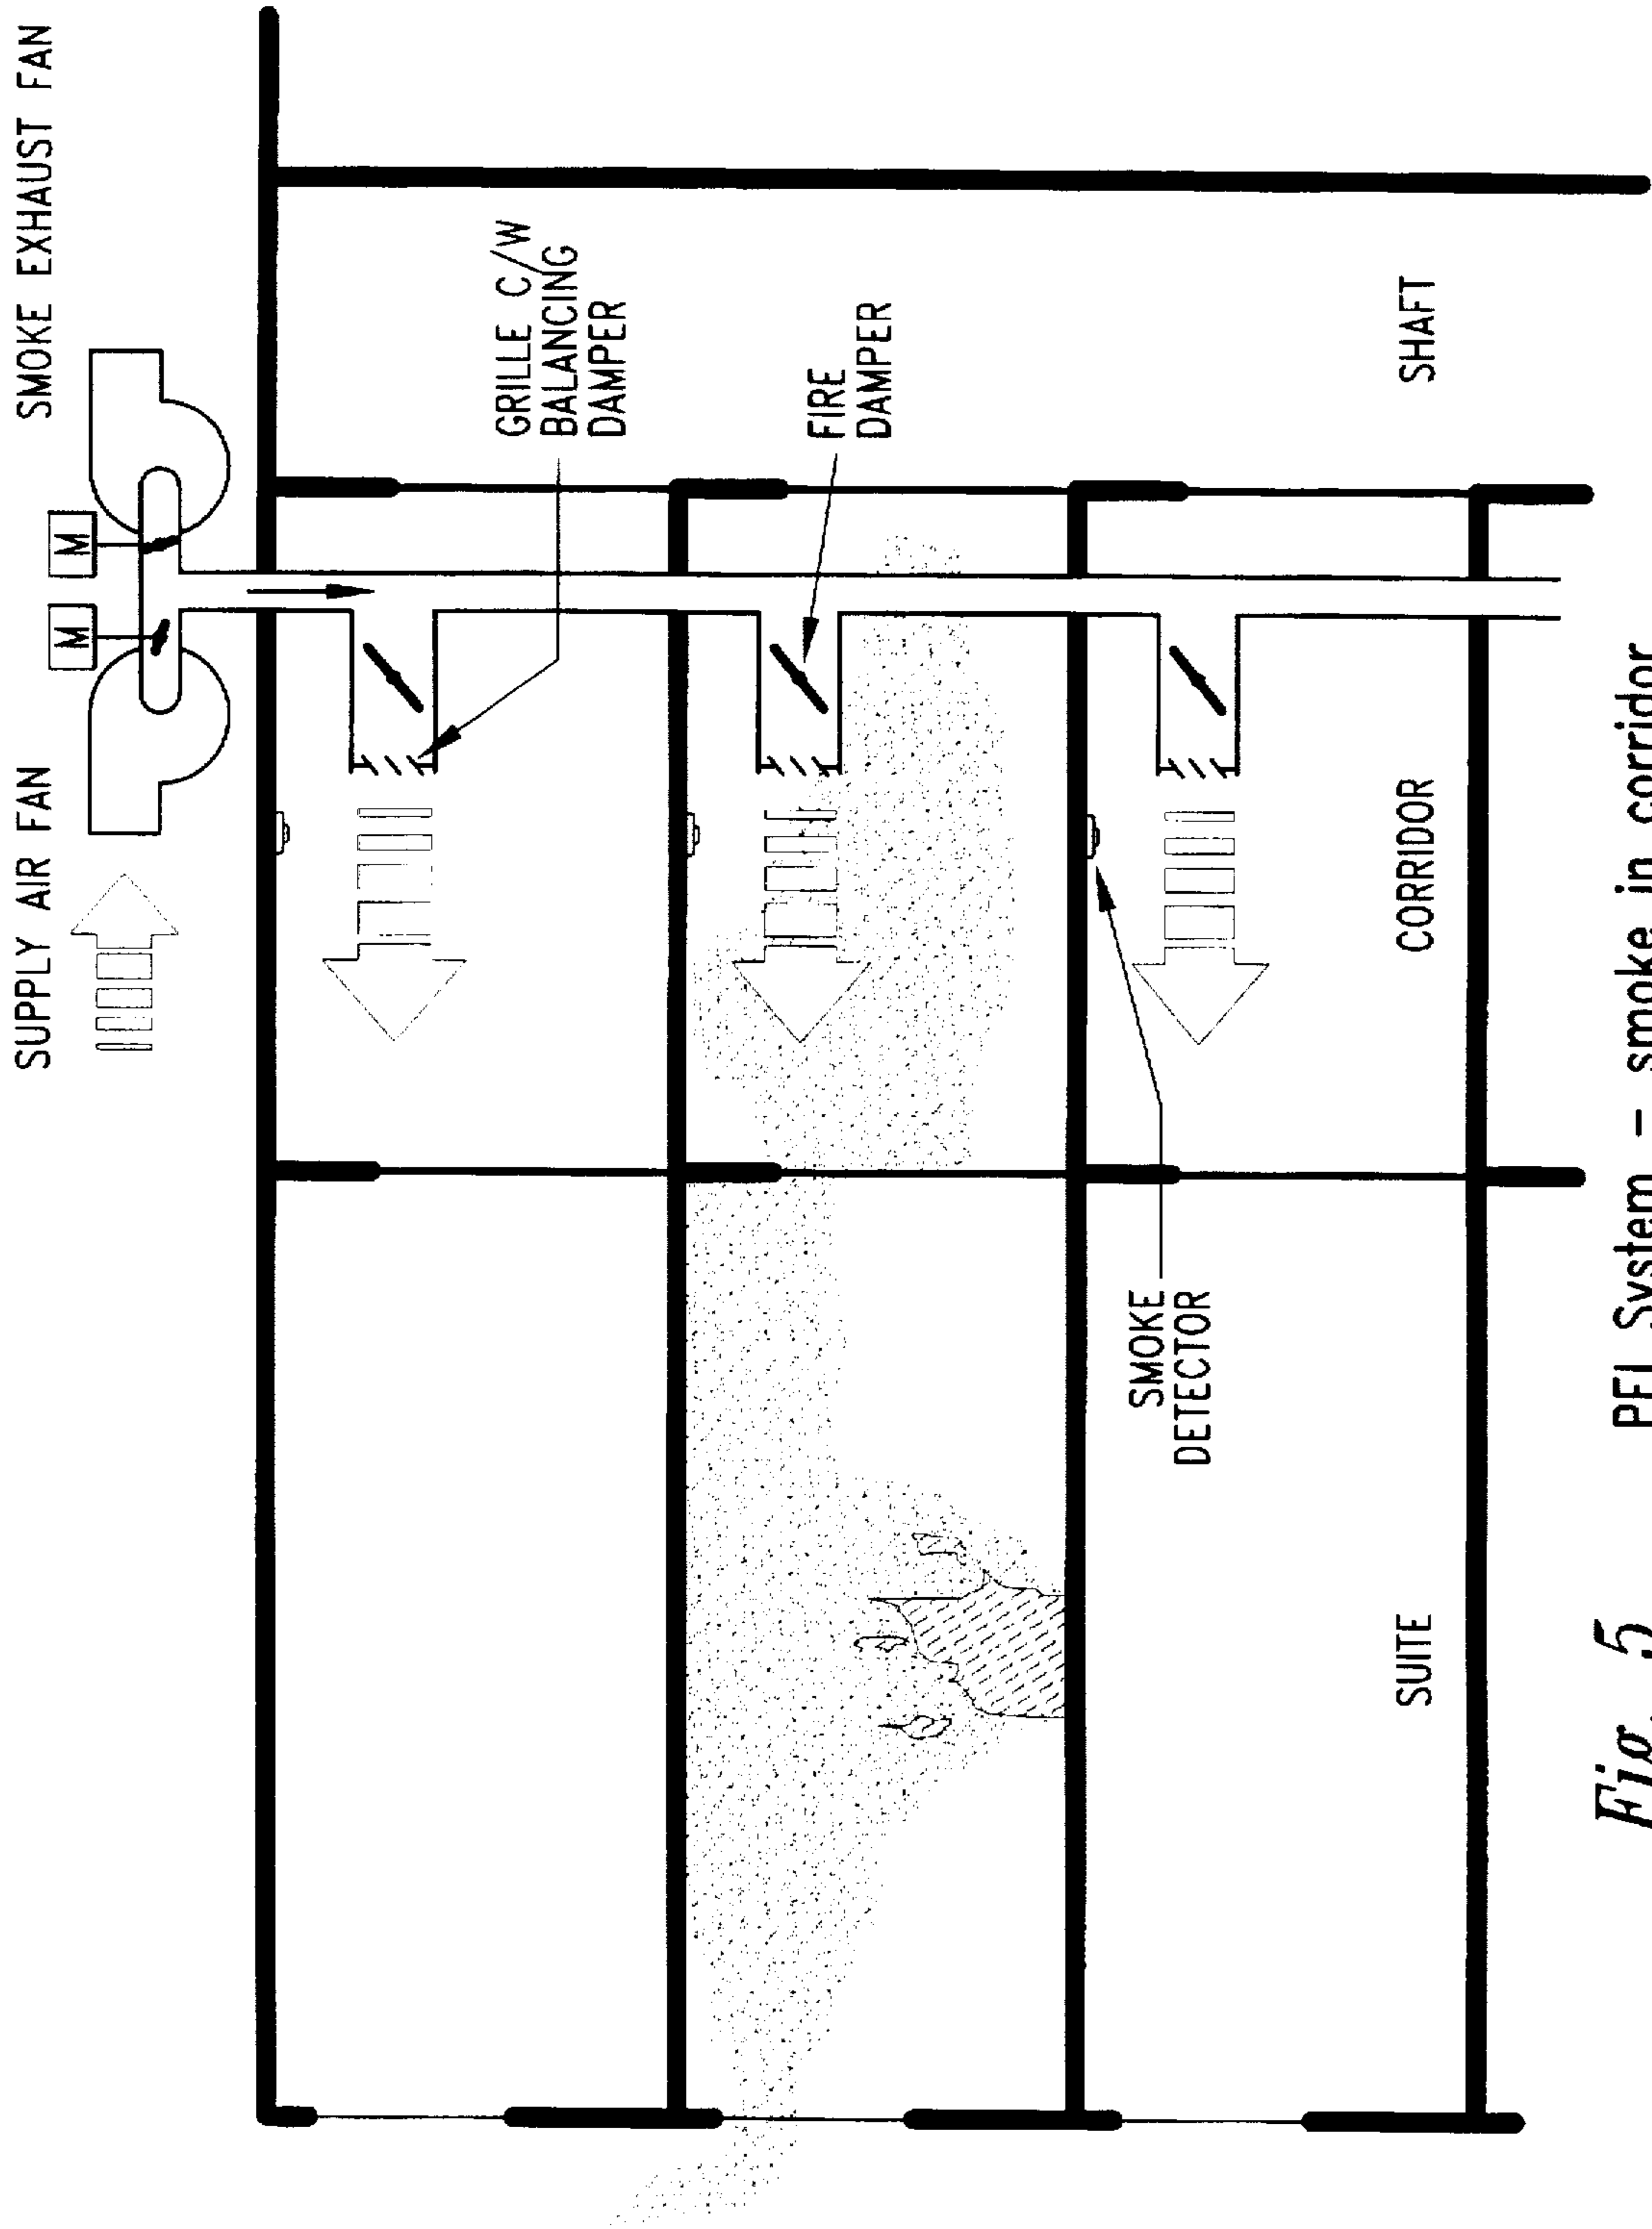 SUPPLY AIR FAN
SMOKE EXHAUST FAN
M
M
GRILLE C/W
BALANCING
DAMPER
FIRE
DAMPER
SMOKE
DETECTOR
SUITE
CORRIDOR
SHAFT
Fig. 5
PFI System – smoke in corridor